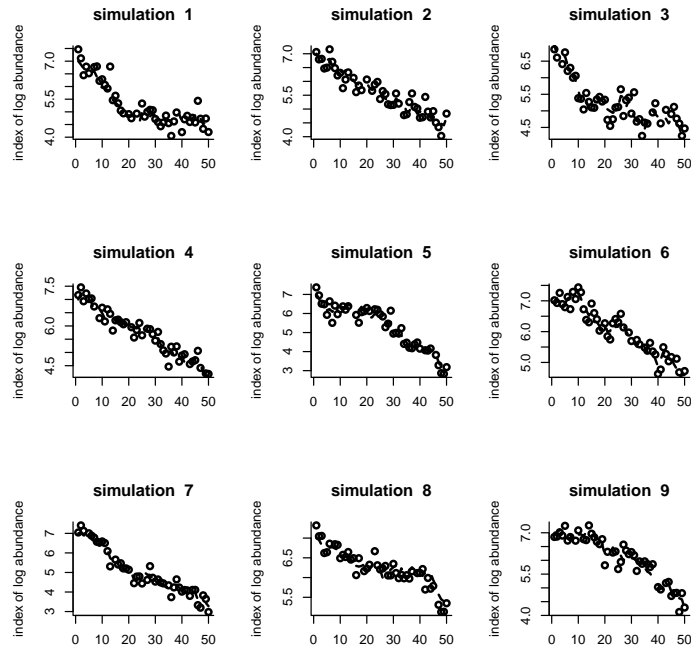 simulation 1
index of log abundance
7.0
5.5
4.0
0 10 20 30 40 50
simulation 2
index of log abundance
7.0
5.5
4.0
0 10 20 30 40 50
simulation 3
index of log abundance
6.5
5.5
4.5
0 10 20 30 40 50
simulation 4
index of log abundance
7.5
6.0
4.5
0 10 20 30 40 50
simulation 5
index of log abundance
7
6
5
4
3
0 10 20 30 40 50
simulation 6
index of log abundance
7.0
6.0
5.0
0 10 20 30 40 50
simulation 7
index of log abundance
7
6
5
4
3
0 10 20 30 40 50
simulation 8
index of log abundance
6.5
5.5
0 10 20 30 40 50
simulation 9
index of log abundance
7.0
5.5
4.0
0 10 20 30 40 50